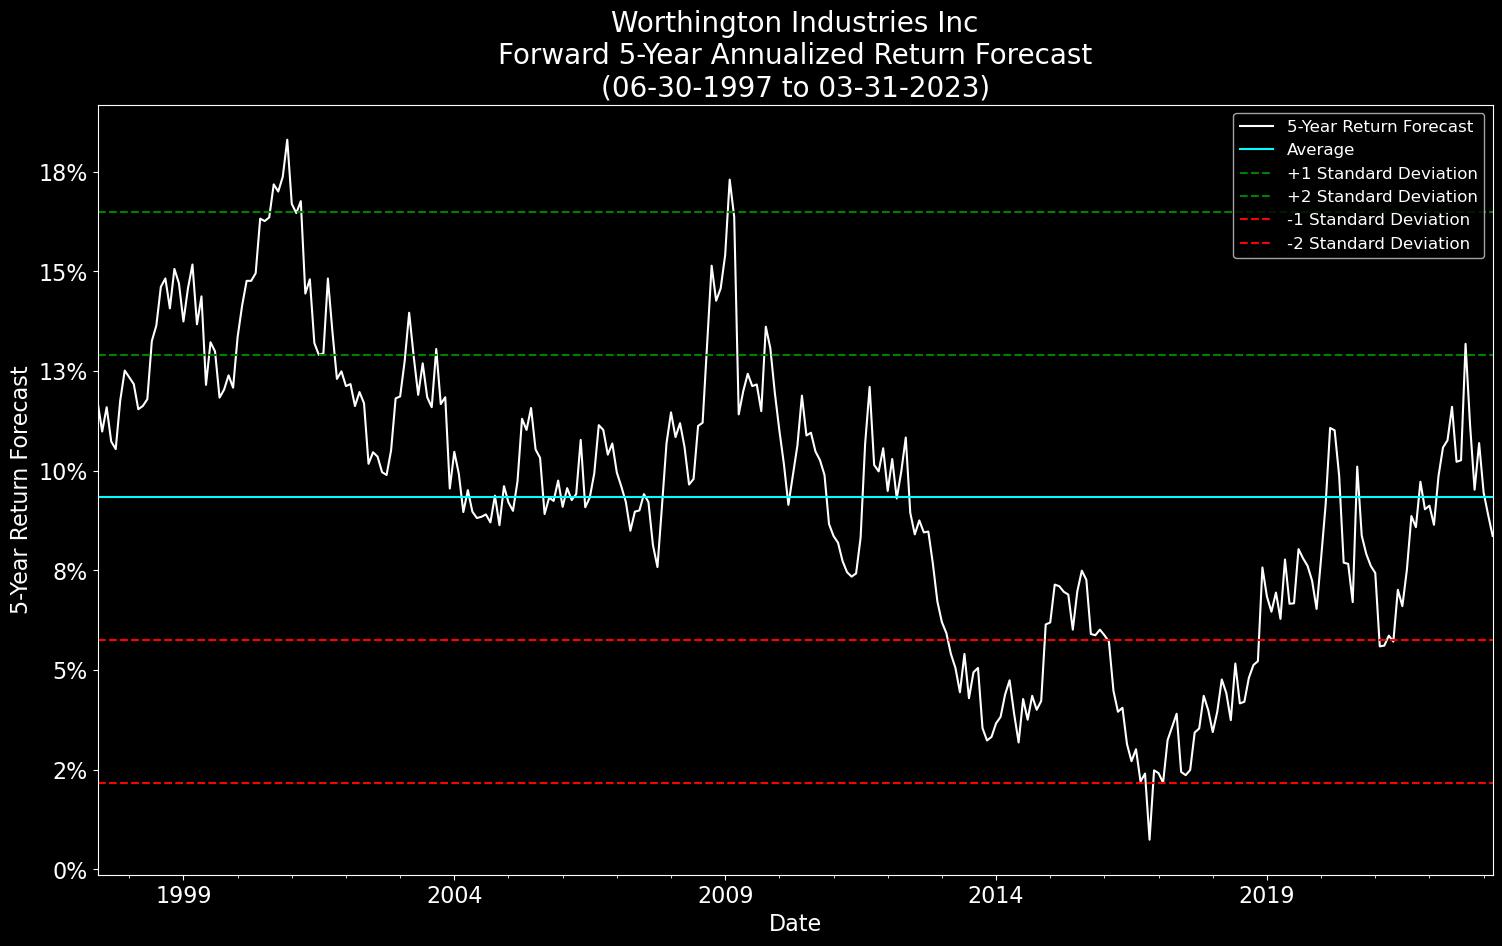 Worthington Industries Inc
Forward 5-Year Annualized Return Forecast
(06-30-1997 to 03-31-2023)
5-Year Return Forecast
Average
+1 Standard Deviation
+2 Standard Deviation
-1 Standard Deviation
-2 Standard Deviation
18%
15%
13%
10%
8%
5%
2%
0%
5-Year Return Forecast
1999
2004
2009
2014
2019
Date